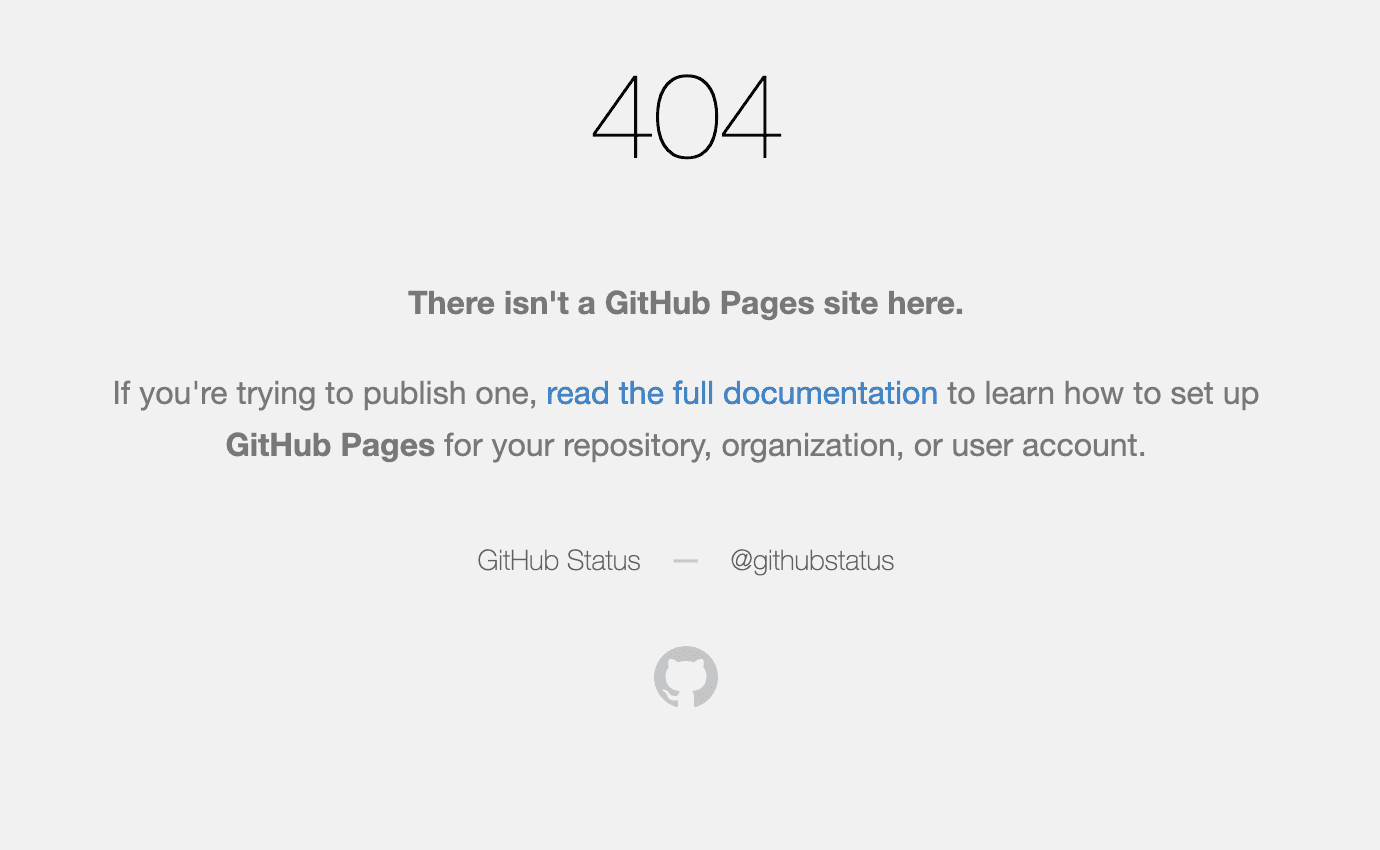 404
There isn't a GitHub Pages site here.
If you're trying to publish one, read the full documentation to learn how to set up
GitHub Pages for your repository, organization, or user account.
GitHub Status — @githubstatus